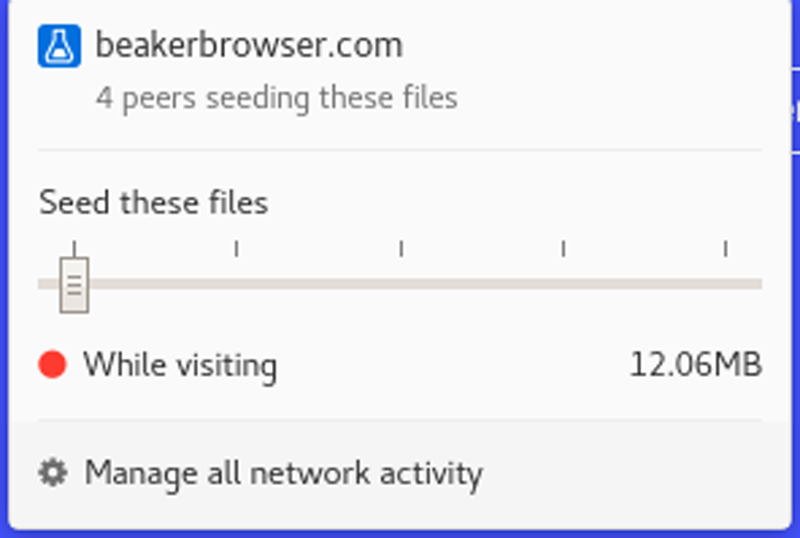 beakerbrowser.com
4 peers seeding these files
Seed these files
While visiting 12.06MB
Manage all network activity